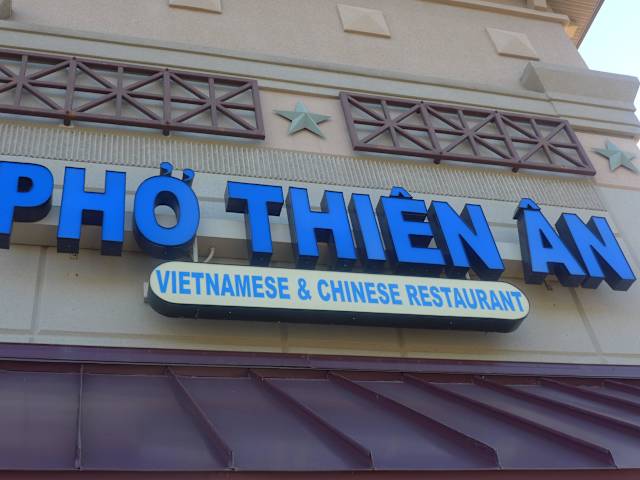 PHỞ THIÊN ÂN
VIETNAMESE & CHINESE RESTAURANT